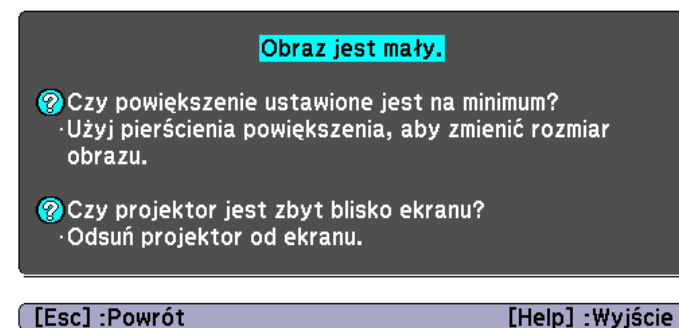 Obraz jest mały.
? Czy powiększenie ustawione jest na minimum?
·Użyj pierścienia powiększenia, aby zmienić rozmiar
obrazu.
? Czy projektor jest zbyt blisko ekranu?
·Odsuń projektor od ekranu.
[Esc] :Powrót [Help] :Wyjście